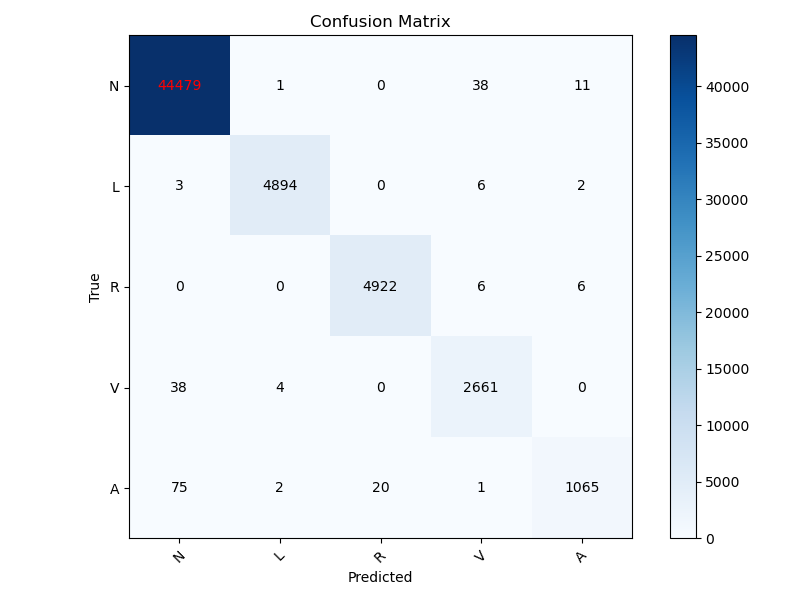 Confusion Matrix
N 44479 1 0 38 11
L 3 4894 0 6 2
R 0 0 4922 6 6
V 38 4 0 2661 0
A 75 2 20 1 1065
N L R V A
True
Predicted
40000
35000
30000
25000
20000
15000
10000
5000
0